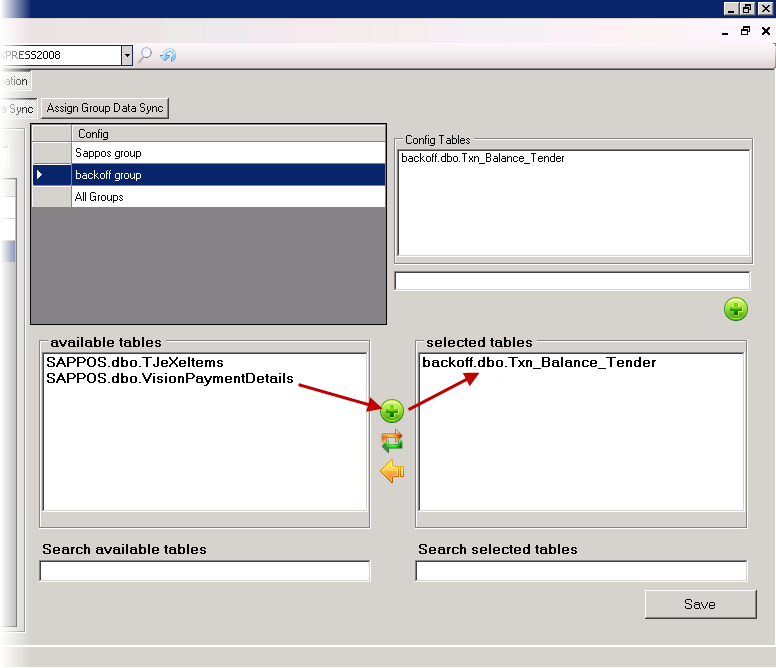 PRESS2008
ation
a Sync
Assign Group Data Sync
Config
Sappos group
backoff group
All Groups
Config Tables
backoff.dbo.Txn_Balance_Tender
available tables
SAPPOS.dbo.TJeXeItems
SAPPOS.dbo.VisionPaymentDetails
selected tables
backoff.dbo.Txn_Balance_Tender
Search available tables
Search selected tables
Save